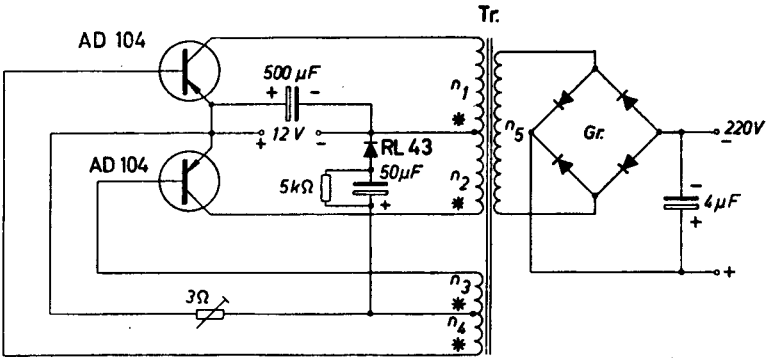 Tr.
AD 104
500 µF
+ -
n1
*
+ 12 V -
RL 43
n5
Gr.
220V
-
AD 104
5kΩ
50µF
+
n2
*
-
4µF
+
+
3Ω
n3
*
n4
*